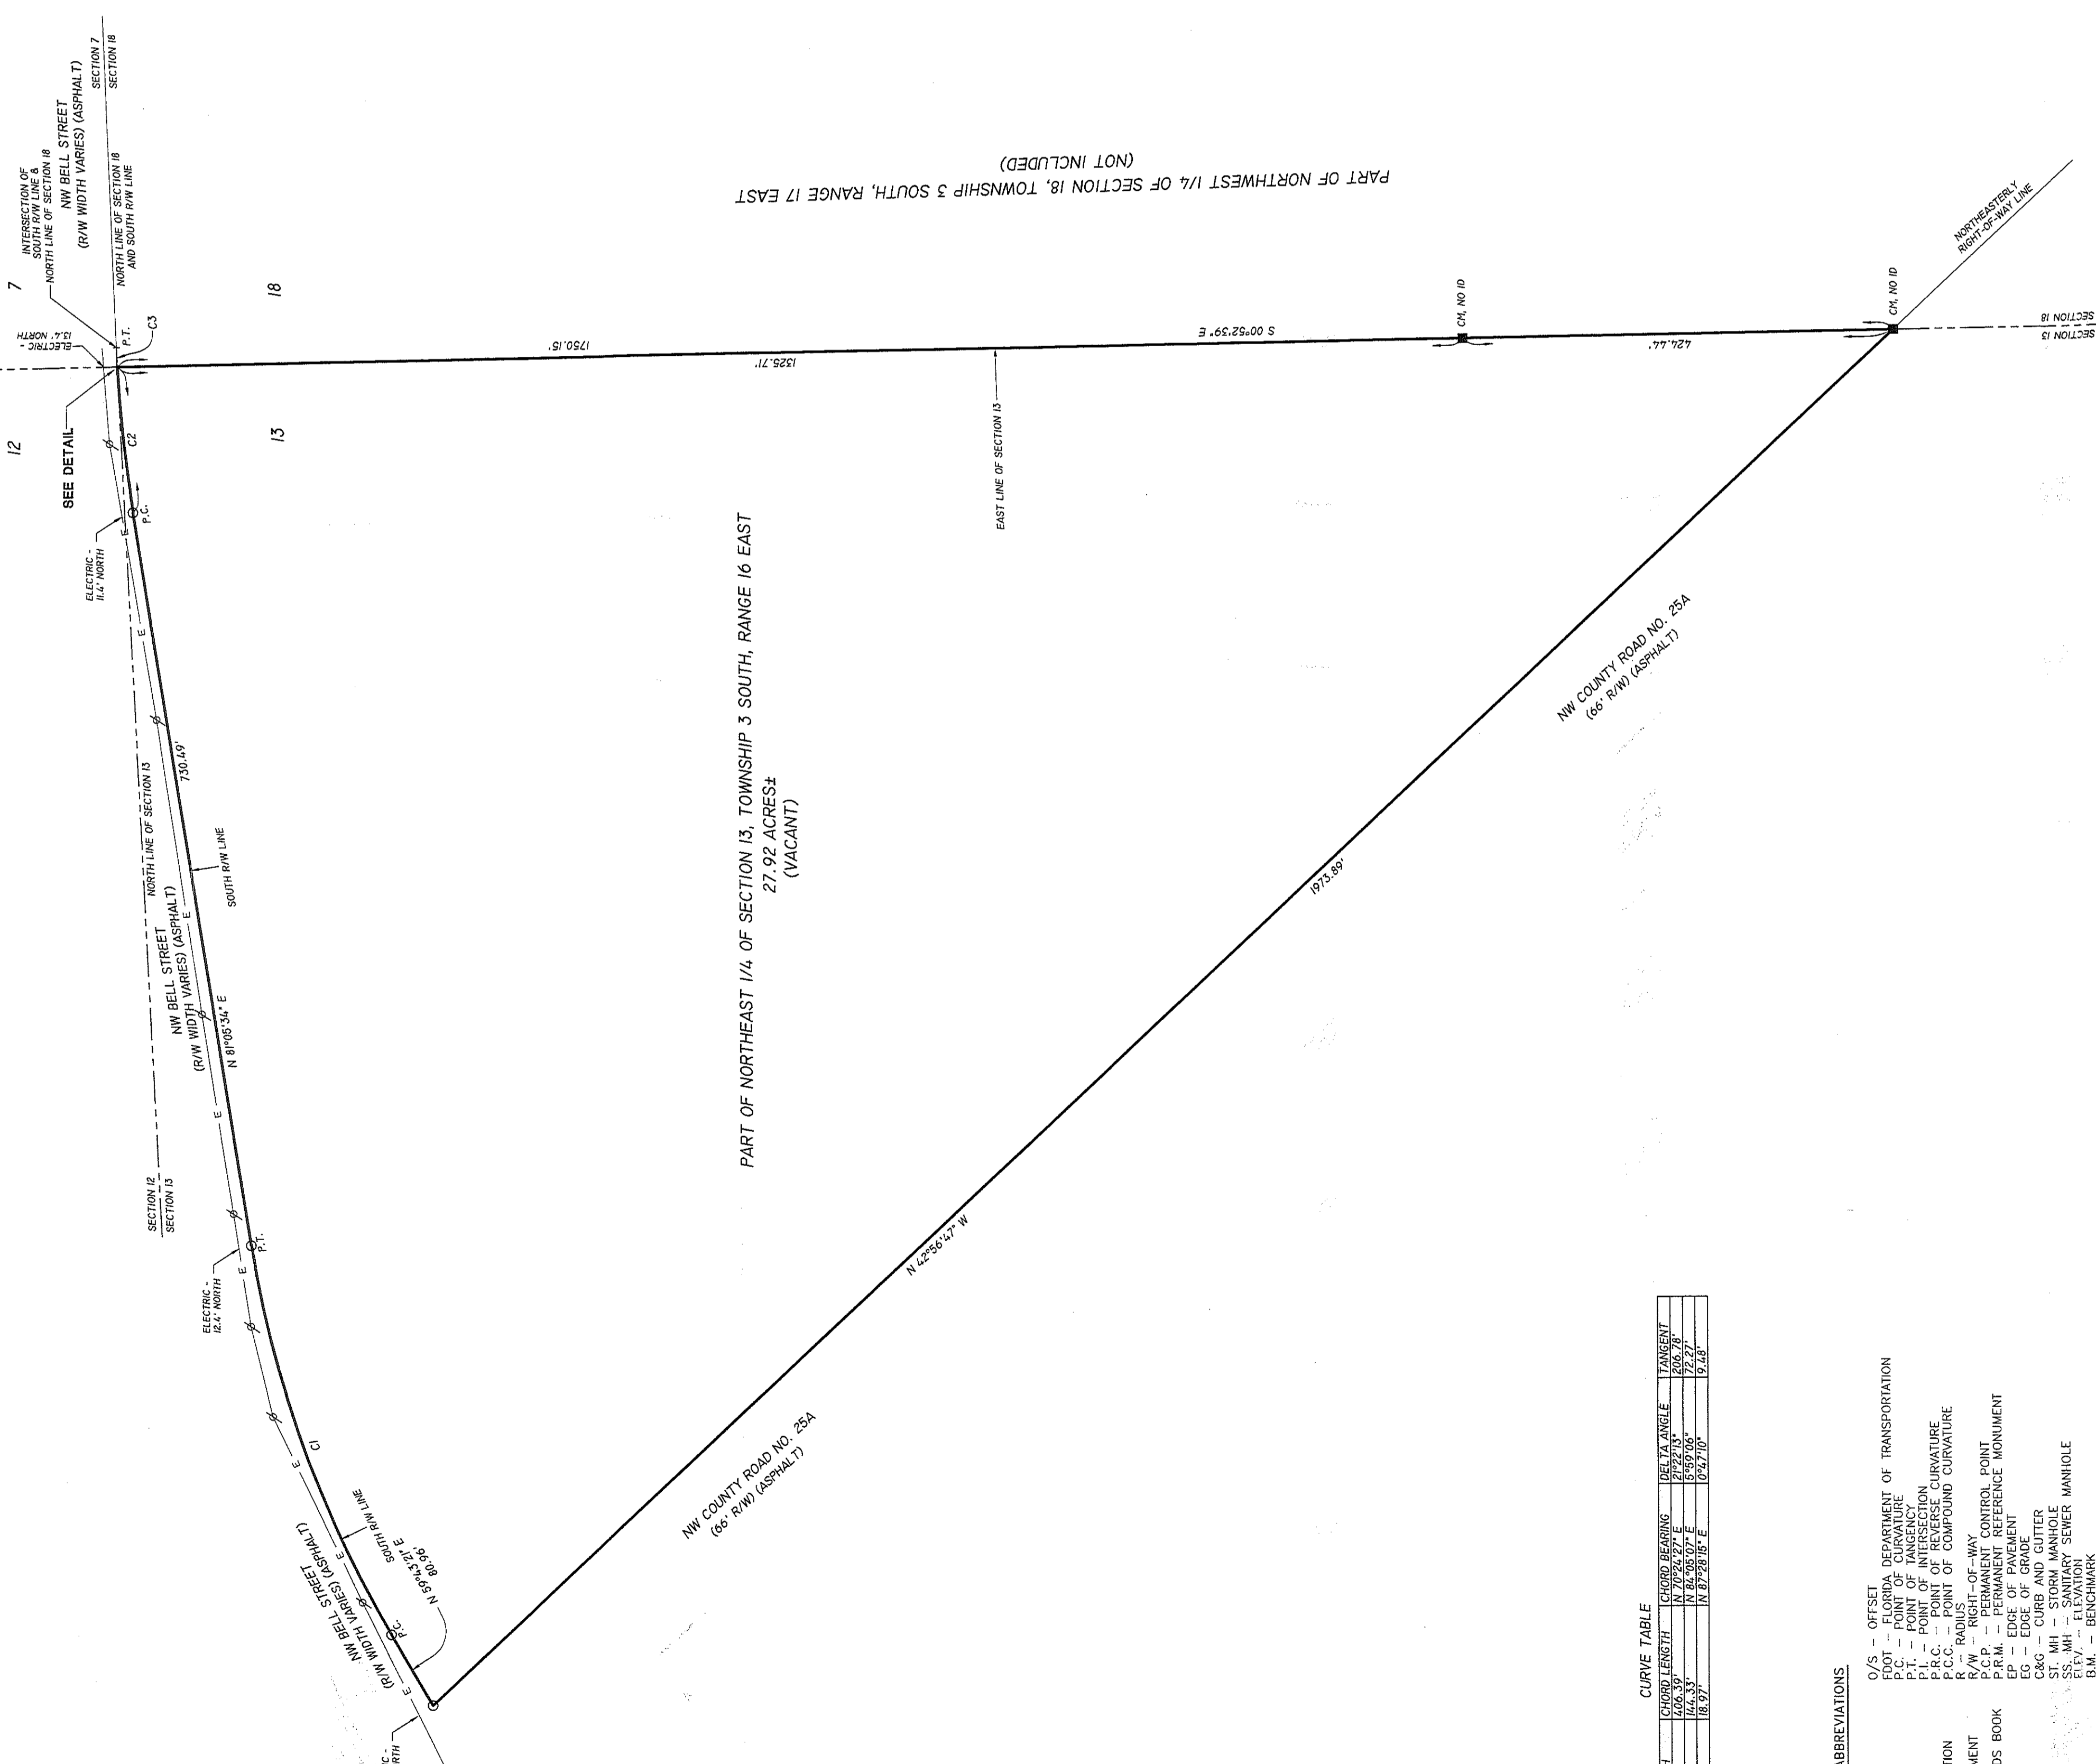 7
INTERSECTION OF
SOUTH R/W LINE &
NORTH LINE OF SECTION 18
NW BELL STREET
(R/W WIDTH VARIES) (ASPHALT)
SECTION 7
SECTION 18
NORTH LINE OF SECTION 18
AND SOUTH R/W LINE
ELECTRIC -
13.4' NORTH
P.T.
C3
18
12
SEE DETAIL
13
C2
P.C.
ELECTRIC -
11.4' NORTH
E
E
730.49'
NORTH LINE OF SECTION 13
SOUTH R/W LINE
NW BELL STREET
(R/W WIDTH VARIES) (ASPHALT)
E
N 81°05'34" E
SECTION 12
SECTION 13
E
P.T.
E
ELECTRIC -
12.4' NORTH
C1
E
E
SOUTH R/W LINE
NW BELL STREET
(R/W WIDTH VARIES) (ASPHALT)
E
P.C.
N 59°43'21" E
80.96'
E
C -
RTH
PART OF NORTHWEST 1/4 OF SECTION 18, TOWNSHIP 3 SOUTH, RANGE 17 EAST
(NOT INCLUDED)
1750.15'
1325.71'
S 00°52'39" E
EAST LINE OF SECTION 13
CM, NO ID
424.44'
CM, NO ID
NORTHEASTERLY
RIGHT-OF-WAY LINE
SECTION 18
SECTION 13
PART OF NORTHEAST 1/4 OF SECTION 13, TOWNSHIP 3 SOUTH, RANGE 16 EAST
27.92 ACRES±
(VACANT)
NW COUNTY ROAD NO. 25A
(66' R/W) (ASPHALT)
1973.89'
N 42°56'47" W
NW COUNTY ROAD NO. 25A
(66' R/W) (ASPHALT)
CURVE TABLE
H CHORD LENGTH CHORD BEARING DELTA ANGLE TANGENT
406.39' N 70°24'27" E 21°22'13" 206.78'
144.33' N 84°05'07" E 5°59'06" 72.27'
18.97' N 87°28'15" E 0°47'10" 9.48'
ABBREVIATIONS
O/S - OFFSET
FDOT - FLORIDA DEPARTMENT OF TRANSPORTATION
P.C. - POINT OF CURVATURE
P.T. - POINT OF TANGENCY
P.I. - POINT OF INTERSECTION
P.R.C. - POINT OF REVERSE CURVATURE
P.C.C. - POINT OF COMPOUND CURVATURE
R - RADIUS
R/W - RIGHT-OF-WAY
P.C.P. - PERMANENT CONTROL POINT
P.R.M. - PERMANENT REFERENCE MONUMENT
EP - EDGE OF PAVEMENT
EG - EDGE OF GRADE
C&G - CURB AND GUTTER
ST. MH - STORM MANHOLE
SS. MH - SANITARY SEWER MANHOLE
ELEV. - ELEVATION
B.M. - BENCHMARK
TION
MENT
DS BOOK